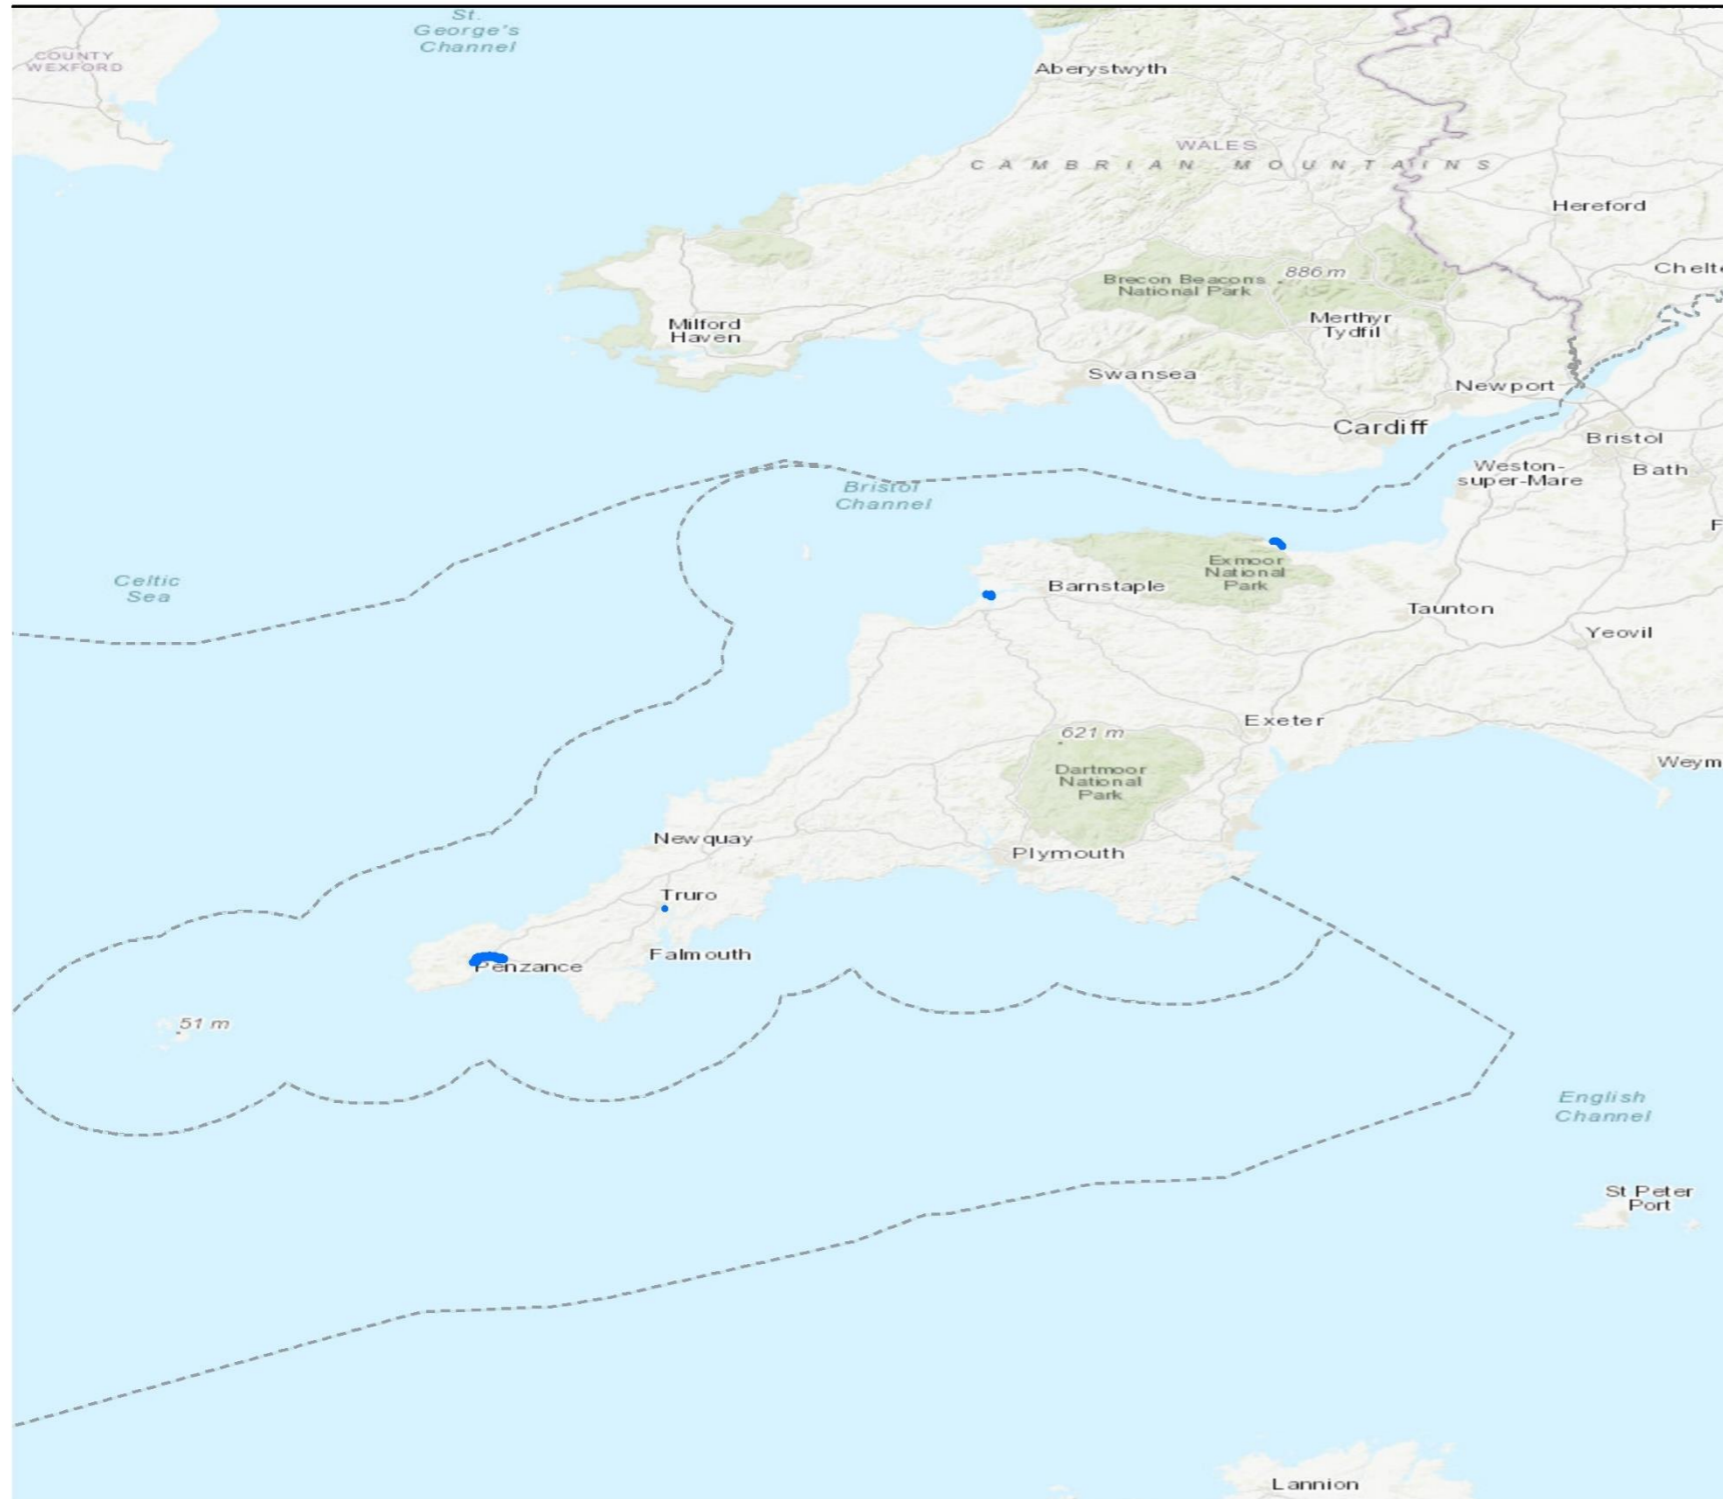 St.
George's
Channel
COUNTY
WEXFORD
Aberystwyth
WALES
CAMBRIAN MOUNTAINS
Hereford
Chelte
Brecon Beacons
National Park
886 m
Merthyr
Tydfil
Milford
Haven
Swansea
Newport
Cardiff
Bristol
Bath
Weston-
super-Mare
Bristol
Channel
F
Exmoor
National
Park
Celtic
Sea
Barnstaple
Taunton
Yeovil
Exeter
621 m
Weym
Dartmoor
National
Park
Newquay
Plymouth
Truro
Falmouth
Penzance
51 m
English
Channel
St Peter
Port
Lannion